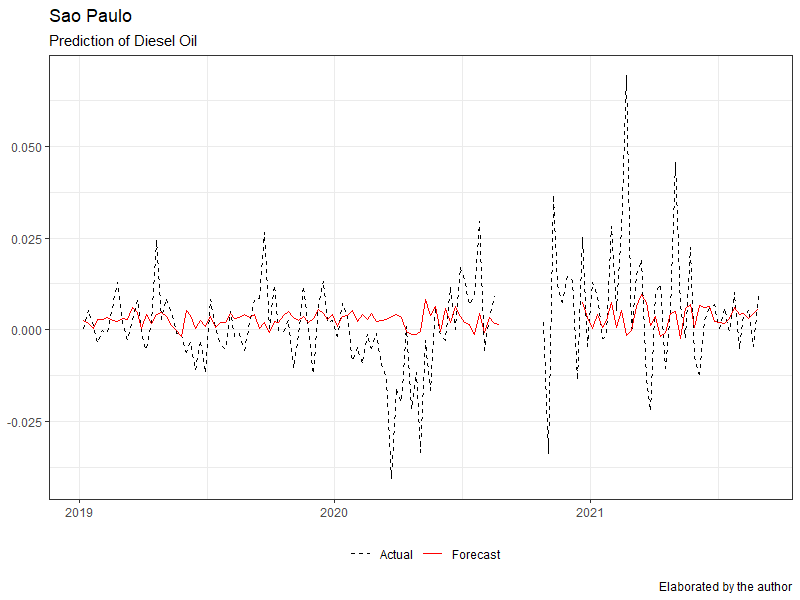 Sao Paulo
Prediction of Diesel Oil
0.050
0.025
0.000
-0.025
2019 2020 2021
Actual Forecast
Elaborated by the author